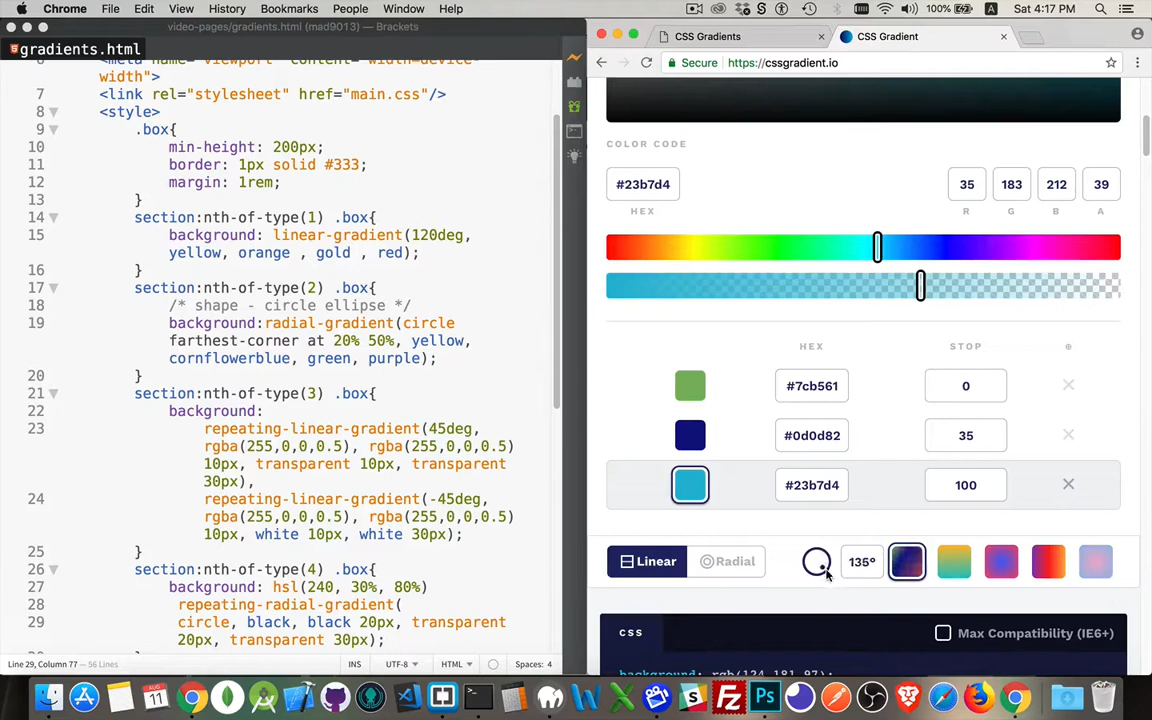 Chrome File Edit View History Bookmarks People Window Help 100% A Sat 4:17 PM
video-pages/gradients.html (mad9013) — Brackets
gradients.html
6 <meta name="viewport" content="width=device-
width">
7 <link rel="stylesheet" href="main.css"/>
8 <style>
9 .box{
10 min-height: 200px;
11 border: 1px solid #333;
12 margin: 1rem;
13 }
14 section:nth-of-type(1) .box{
15 background: linear-gradient(120deg,
yellow, orange , gold , red);
16 }
17 section:nth-of-type(2) .box{
18 /* shape - circle ellipse */
19 background:radial-gradient(circle
farthest-corner at 20% 50%, yellow,
cornflowerblue, green, purple);
20 }
21 section:nth-of-type(3) .box{
22 background:
23 repeating-linear-gradient(45deg,
rgba(255,0,0,0.5), rgba(255,0,0,0.5)
10px, transparent 10px, transparent
30px),
24 repeating-linear-gradient(-45deg,
rgba(255,0,0,0.5), rgba(255,0,0,0.5)
10px, white 10px, white 30px);
25 }
26 section:nth-of-type(4) .box{
27 background: hsl(240, 30%, 80%)
28 repeating-radial-gradient(
29 circle, black, black 20px, transparent
20px, transparent 30px);
Line 29, Column 77 — 56 Lines INS UTF-8 HTML Spaces: 4
CSS Gradients CSS Gradient
Secure https://cssgradient.io
COLOR CODE
#23b7d4 35 183 212 39
HEX R G B A
HEX STOP
#7cb561 0
#0d0d82 35
#23b7d4 100
Linear Radial 135°
CSS Max Compatibility (IE6+)
background: rgb(124,181,97);